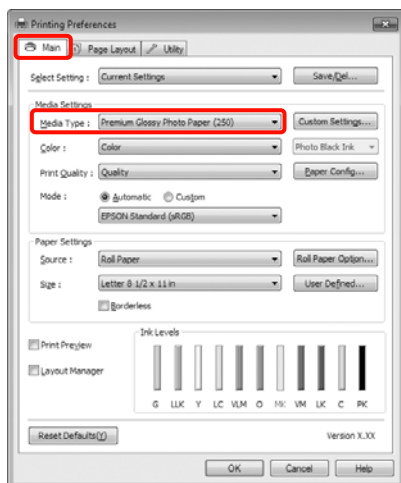 Printing Preferences
Main Page Layout Utility
Select Setting : Current Settings Save/Del...
Media Settings
Media Type : Premium Glossy Photo Paper (250) Custom Settings...
Color : Color Photo Black Ink
Print Quality : Quality Paper Config...
Mode : Automatic Custom
EPSON Standard (sRGB)
Paper Settings
Source : Roll Paper Roll Paper Option...
Size : Letter 8 1/2 x 11 in User Defined...
Borderless
Ink Levels
Print Preview
Layout Manager
G LLK Y LC VLM O MK VM LK C PK
Reset Defaults(Y) Version X.XX
OK Cancel Help